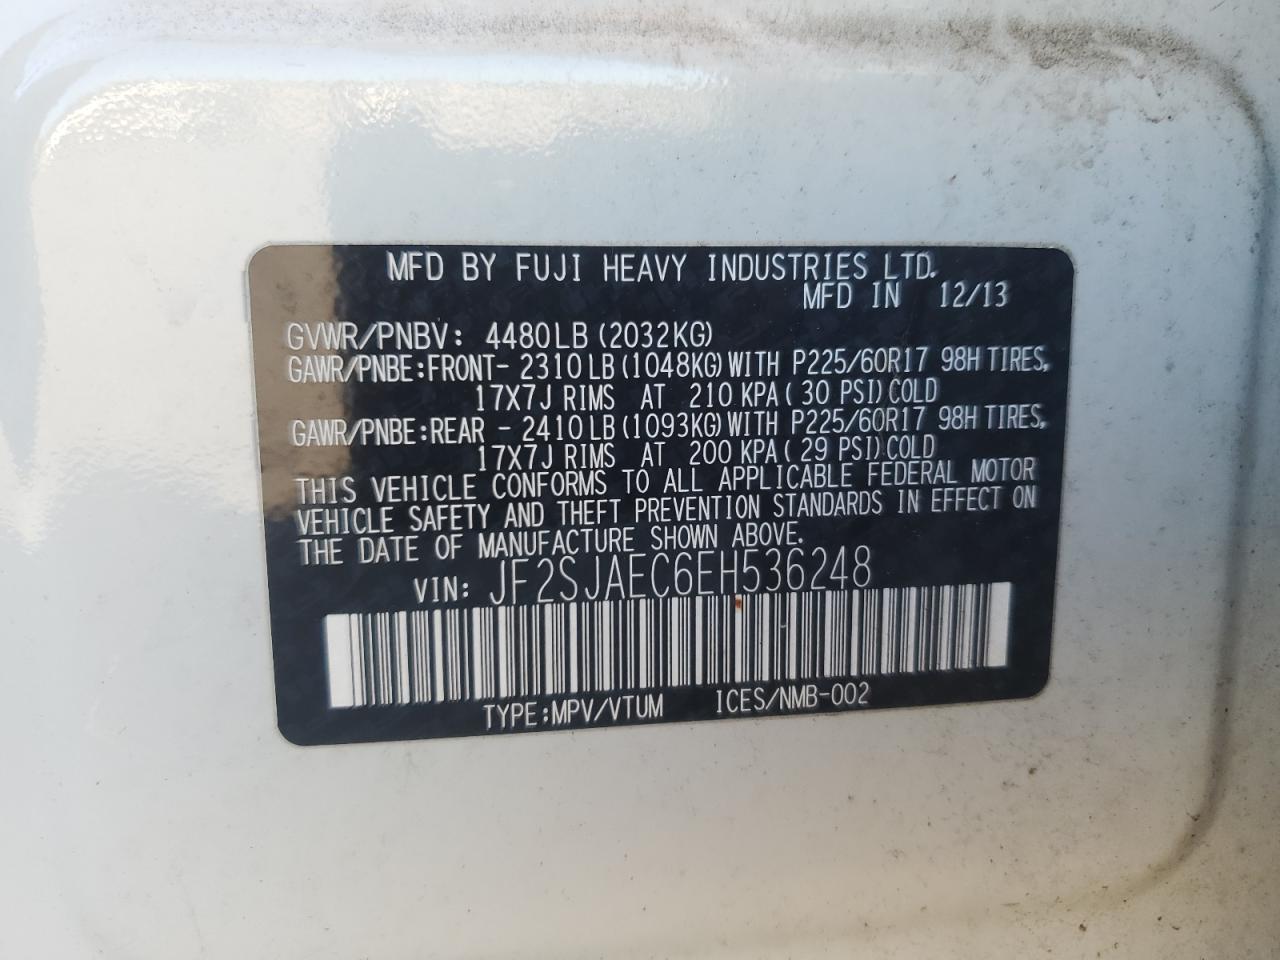 MFD BY FUJI HEAVY INDUSTRIES LTD.
MFD IN 12/13
GVWR/PNBV: 4480LB (2032KG)
GAWR/PNBE:FRONT- 2310LB (1048KG) WITH P225/60R17 98H TIRES,
17X7J RIMS AT 210 KPA ( 30 PSI) COLD
GAWR/PNBE:REAR - 2410LB (1093KG) WITH P225/60R17 98H TIRES,
17X7J RIMS AT 200 KPA ( 29 PSI) COLD
THIS VEHICLE CONFORMS TO ALL APPLICABLE FEDERAL MOTOR
VEHICLE SAFETY AND THEFT PREVENTION STANDARDS IN EFFECT ON
THE DATE OF MANUFACTURE SHOWN ABOVE.
VIN: JF2SJAEC6EH536248
TYPE:MPV/VTUM ICES/NMB-002